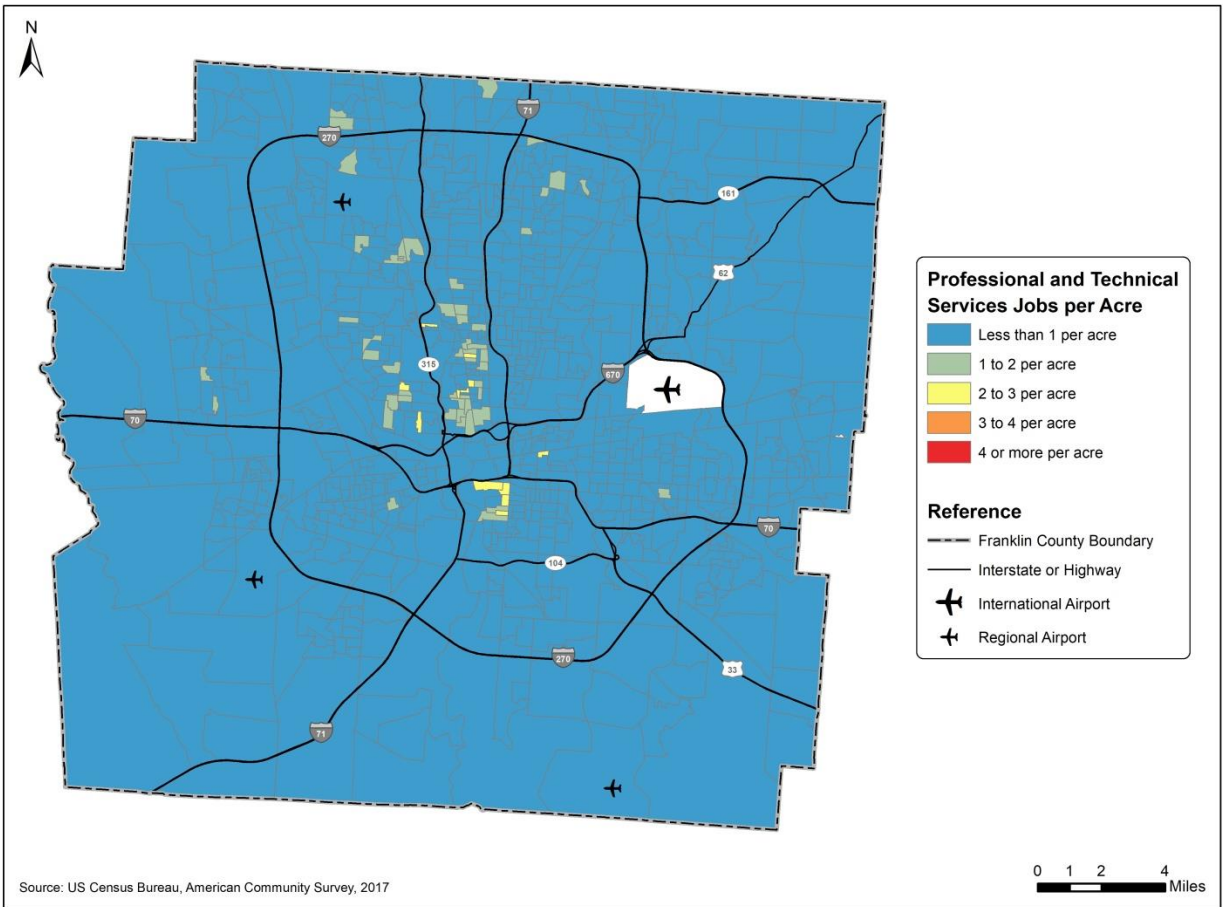 N
71
270
161
62
315
670
70
70
104
270
33
71
Professional and Technical
Services Jobs per Acre
Less than 1 per acre
1 to 2 per acre
2 to 3 per acre
3 to 4 per acre
4 or more per acre
Reference
Franklin County Boundary
Interstate or Highway
International Airport
Regional Airport
Source: US Census Bureau, American Community Survey, 2017
0 1 2 4
Miles